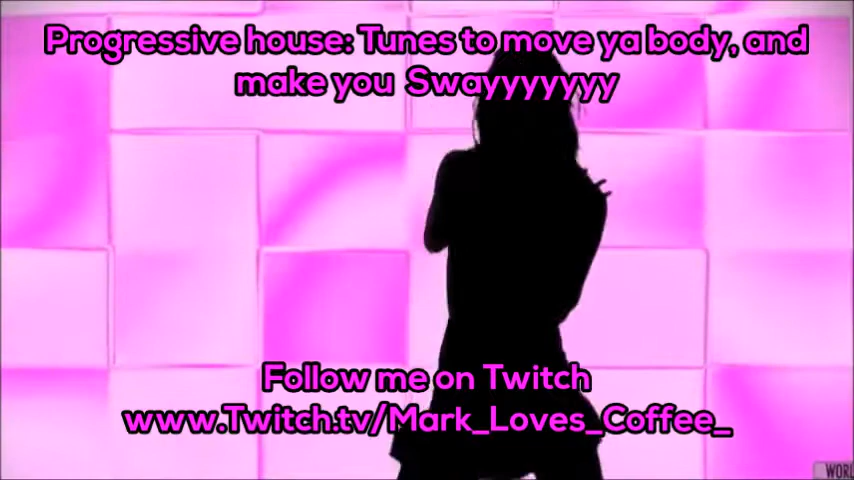 Progressive house: Tunes to move ya body, and
make you Swayyyyyyy
Follow me on Twitch
www.Twitch.tv/Mark_Loves_Coffee_
WORL